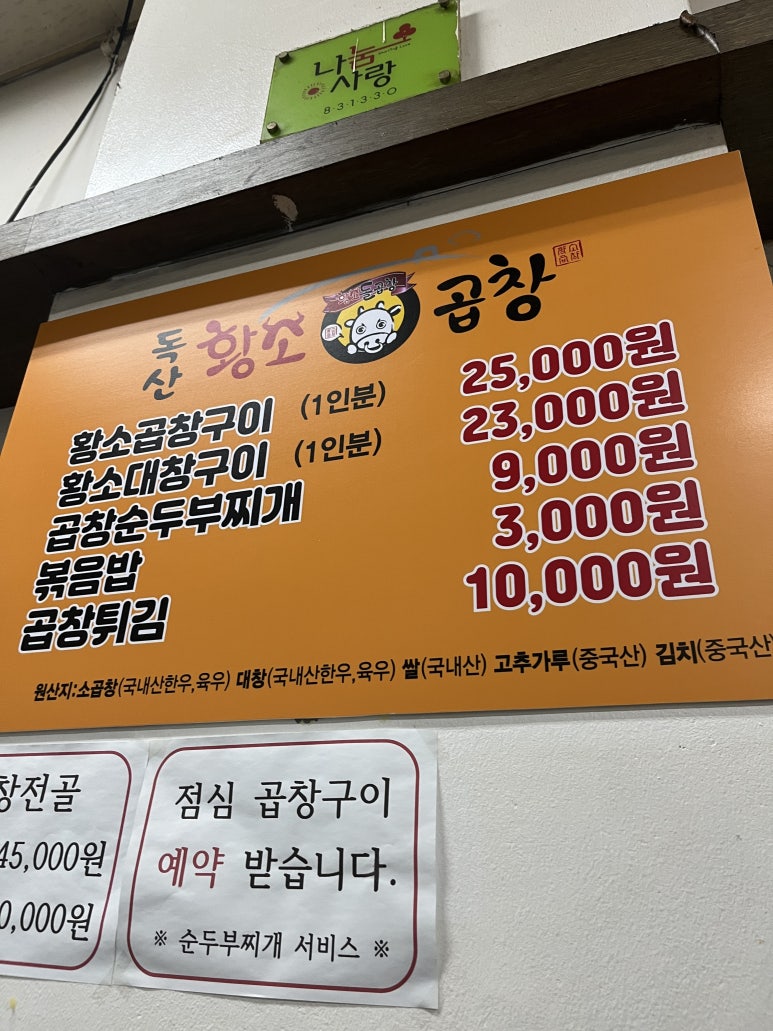 나눔
Sharing Love
사랑
8·3·1·3·3·0
독산 황소 곱창
황소들곱창
황소곱창구이 (1인분) 25,000원
황소대창구이 (1인분) 23,000원
곱창순두부찌개 9,000원
볶음밥 3,000원
곱창튀김 10,000원
원산지:소곱창(국내산한우,육우) 대창(국내산한우,육우) 쌀(국내산) 고추가루(중국산) 김치(중국산
창전골
45,000원
0,000원
점심 곱창구이
예약 받습니다.
※ 순두부찌개 서비스 ※